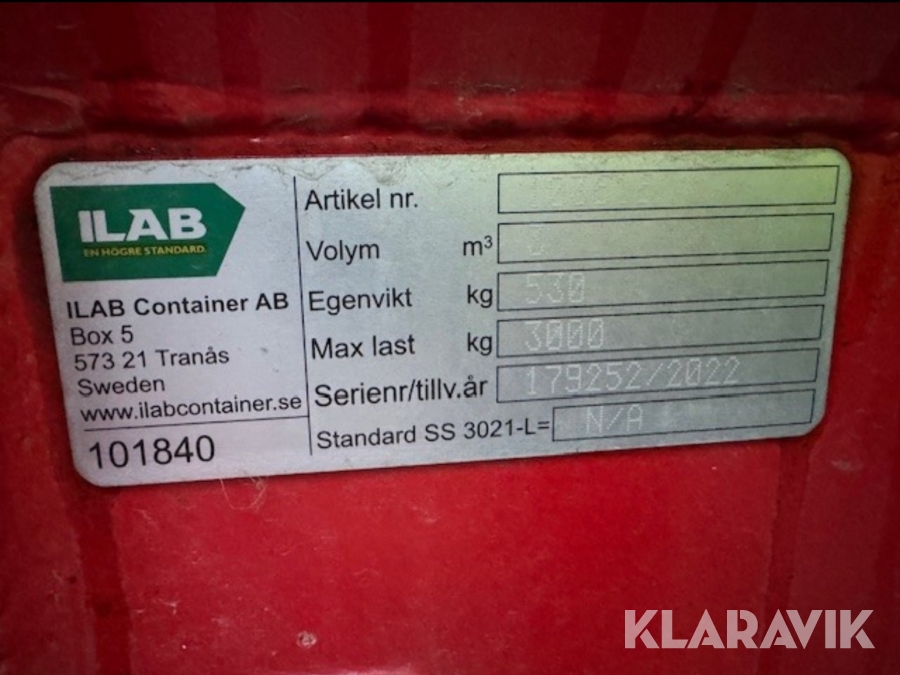 ILAB
EN HÖGRE STANDARD.
ILAB Container AB
Box 5
573 21 Tranås
Sweden
www.ilabcontainer.se
101840
Artikel nr.
Volym m³
Egenvikt kg 530
Max last kg 3000
Serienr/tillv.år 179252/2022
Standard SS 3021-L= N/A
KLARAVIK